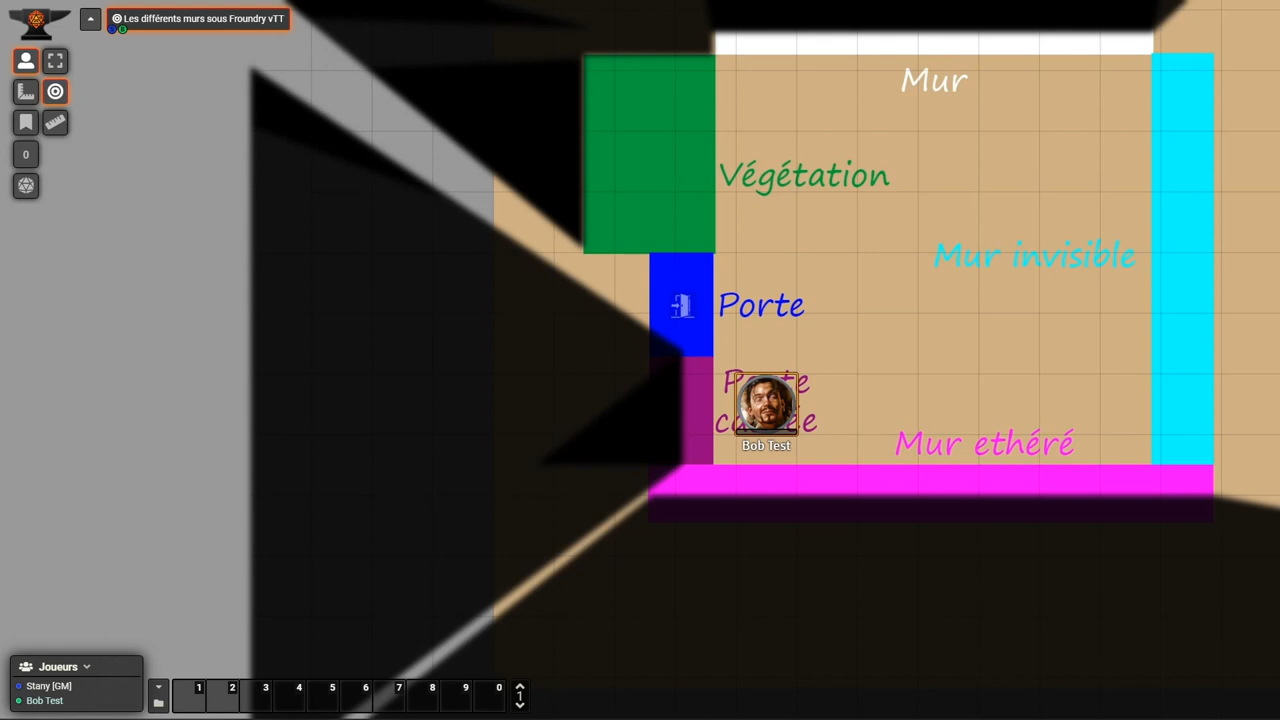 Les différents murs sous Froundry vTT
Mur
Végétation
Mur invisible
Porte
Mur ethéré
Bob Test
0
Joueurs
Stany [GM]
Bob Test
1 2 3 4 5 6 7 8 9 0
1